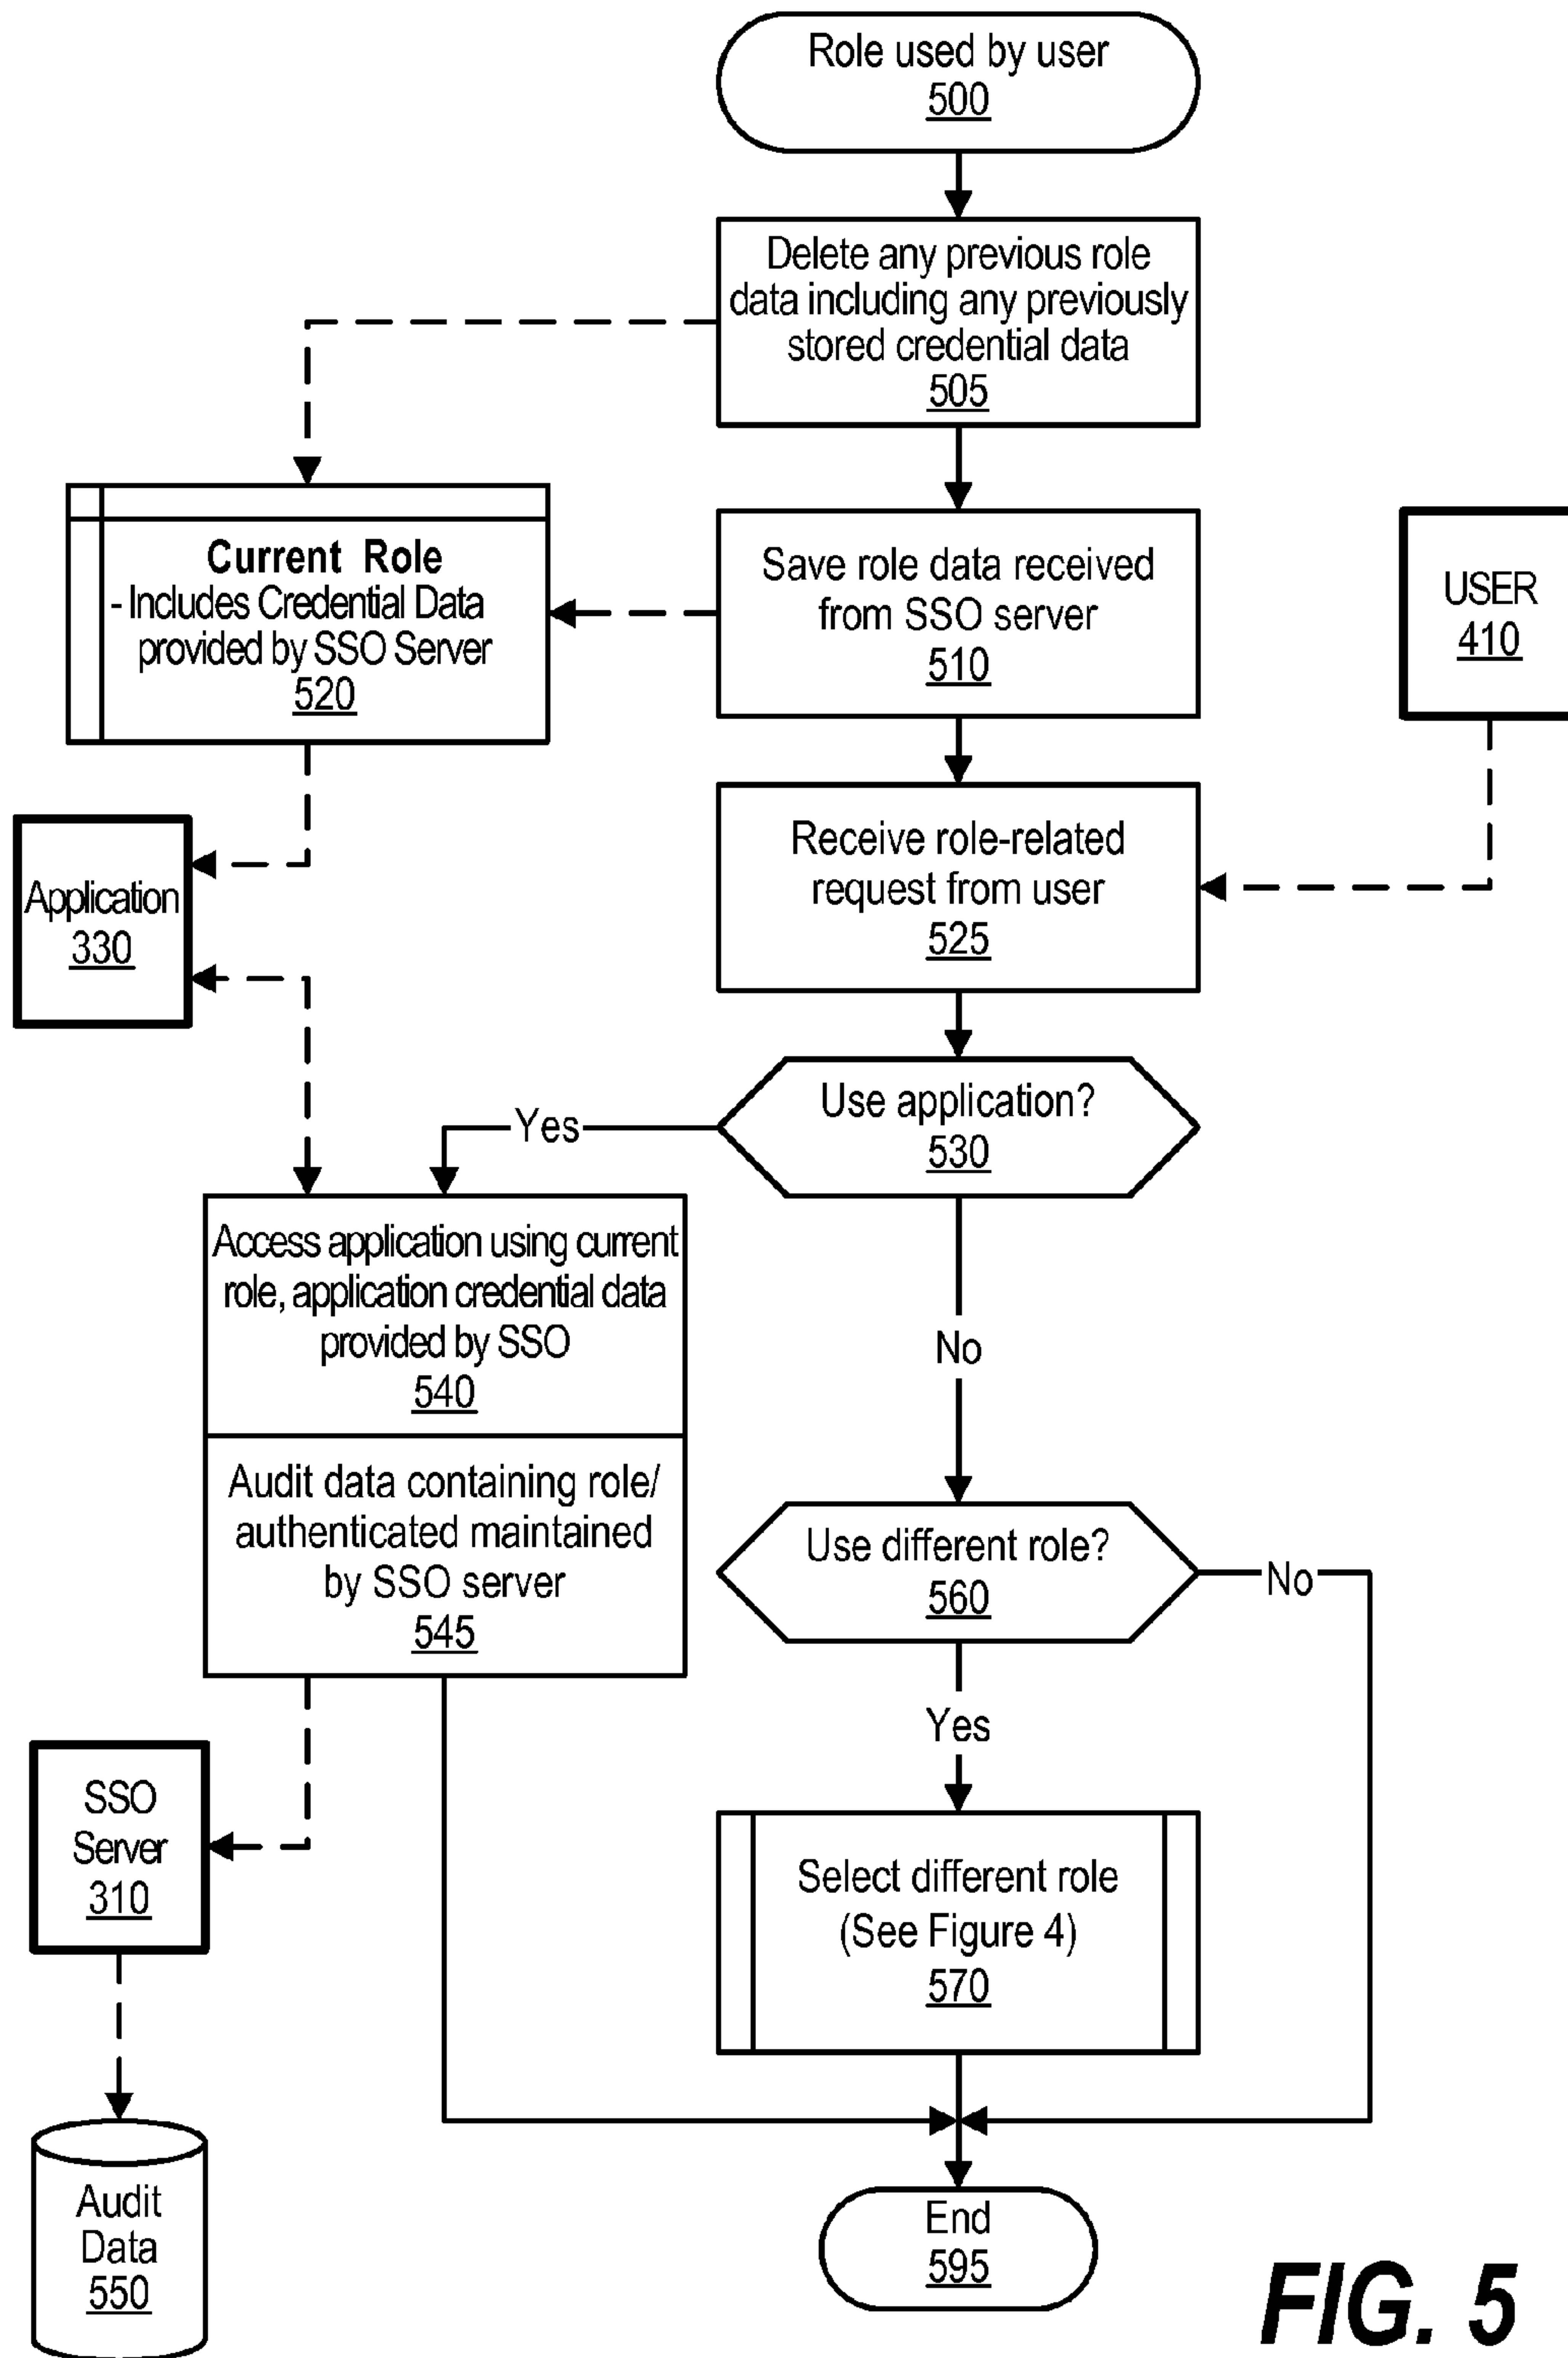 Role used by user
500
Delete any previous role
data including any previously
stored credential data
505
Current Role
- Includes Credential Data
provided by SSO Server
520
Save role data received
from SSO server
510
USER
410
Application
330
Receive role-related
request from user
525
Use application?
530
Yes
No
Access application using current
role, application credential data
provided by SSO
540
Audit data containing role/
authenticated maintained
by SSO server
545
Use different role?
560
No
Yes
SSO
Server
310
Select different role
(See Figure 4)
570
Audit
Data
550
End
595
FIG. 5